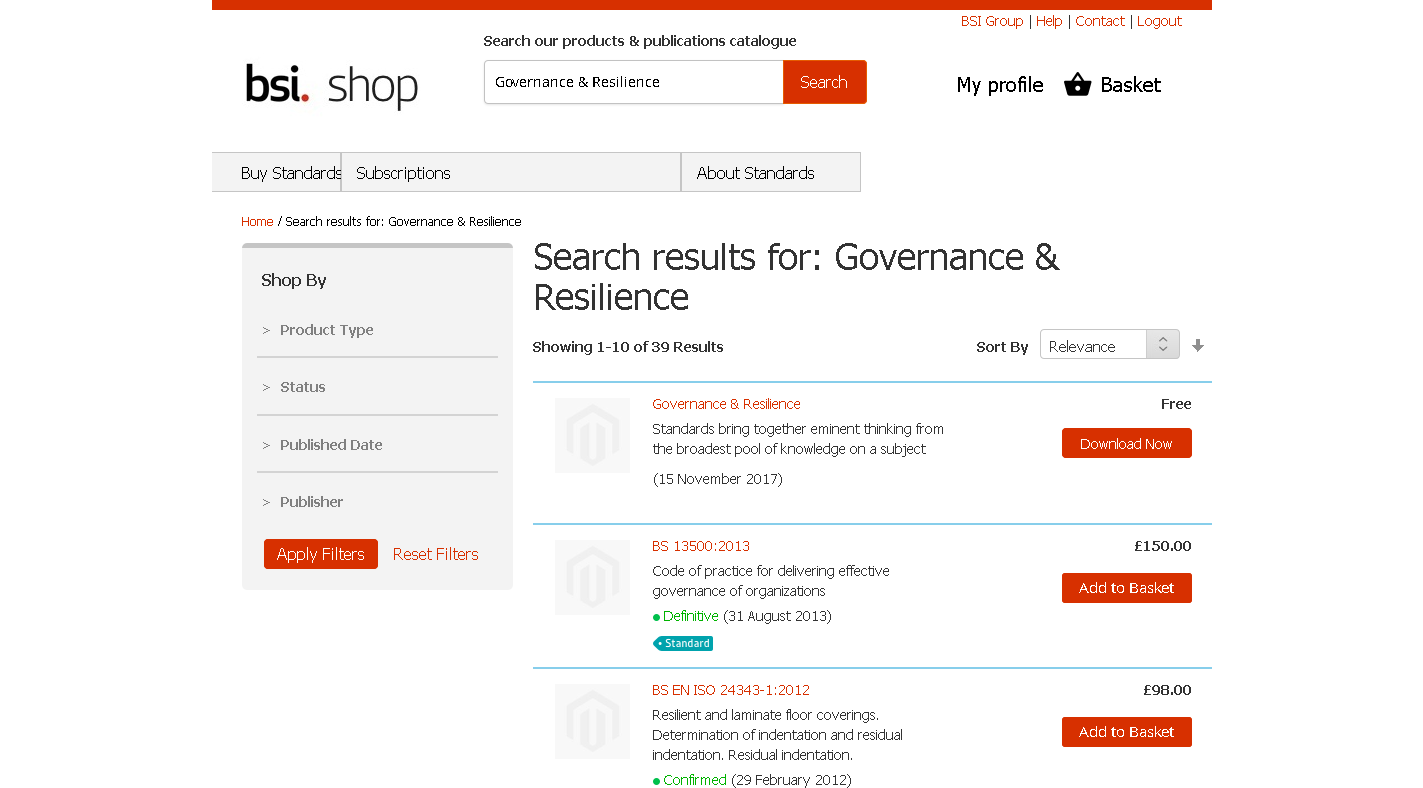 BSI Group | Help | Contact | Logout
Search our products & publications catalogue
bsi. shop
Governance & Resilience
Search
My profile
Basket
Buy Standards
Subscriptions
About Standards
Home / Search results for: Governance & Resilience
Shop By
> Product Type
> Status
> Published Date
> Publisher
Apply Filters
Reset Filters
Search results for: Governance &
Resilience
Showing 1-10 of 39 Results
Sort By
Relevance
Governance & Resilience
Free
Standards bring together eminent thinking from
the broadest pool of knowledge on a subject
Download Now
(15 November 2017)
BS 13500:2013
£150.00
Code of practice for delivering effective
governance of organizations
Add to Basket
Definitive (31 August 2013)
Standard
BS EN ISO 24343-1:2012
£98.00
Resilient and laminate floor coverings.
Determination of indentation and residual
indentation. Residual indentation.
Add to Basket
Confirmed (29 February 2012)